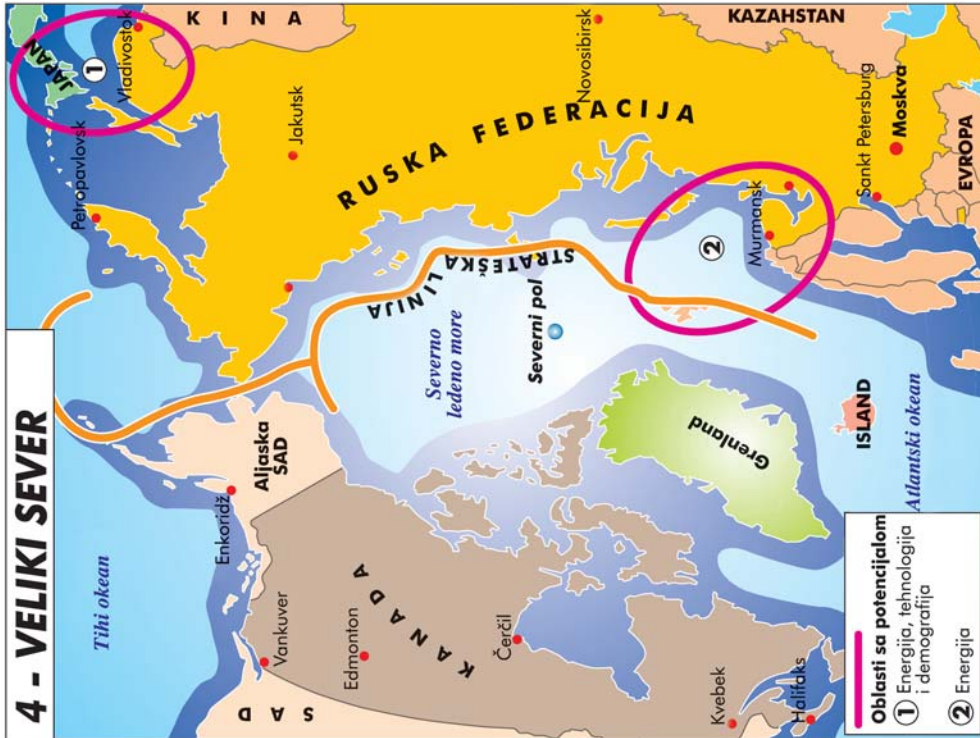 4 - VELIKI SEVER
Tihi okean
Petropavlovsk
JAPAN
1
Vladivostok
KINA
Jakutsk
RUSKA FEDERACIJA
Novosibirsk
KAZAHSTAN
Enkoridž
Aljaska
SAD
Severno
ledeno more
STRATEŠKA
LINIJA
Severni pol
2
Murmansk
Sankt Petersburg
Moskva
EVROPA
Vankuver
SAD
Edmonton
KANADA
Čerčil
Grenland
ISLAND
Atlantski okean
Kvebek
Halifaks
Oblasti sa potencijalom
1 Energija, tehnologija
i demografija
2 Energija